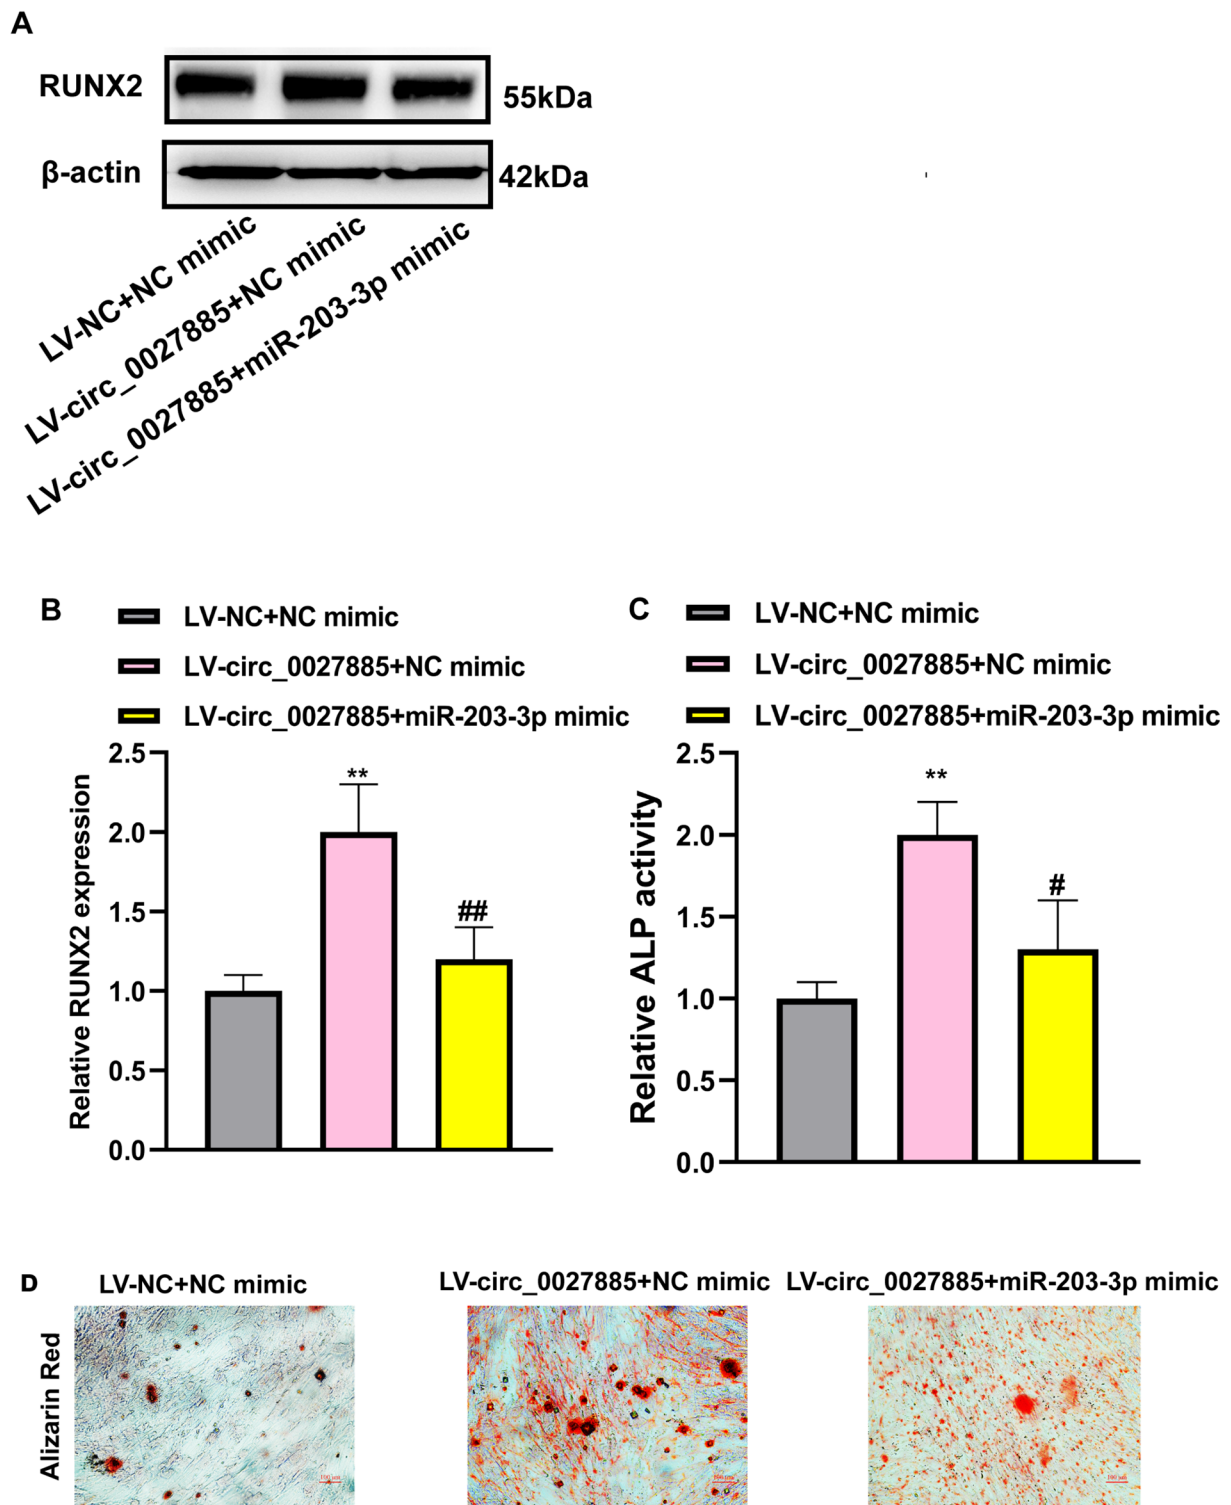 A
RUNX2
55kDa
β-actin
42kDa
LV-NC+NC mimic
LV-circ_0027885+NC mimic
LV-circ_0027885+miR-203-3p mimic
B
LV-NC+NC mimic
LV-circ_0027885+NC mimic
LV-circ_0027885+miR-203-3p mimic
Relative RUNX2 expression
2.5
2.0
1.5
1.0
0.5
0.0
**
##
C
LV-NC+NC mimic
LV-circ_0027885+NC mimic
LV-circ_0027885+miR-203-3p mimic
Relative ALP activity
2.5
2.0
1.5
1.0
0.5
0.0
**
#
D
LV-NC+NC mimic
LV-circ_0027885+NC mimic
LV-circ_0027885+miR-203-3p mimic
Alizarin Red